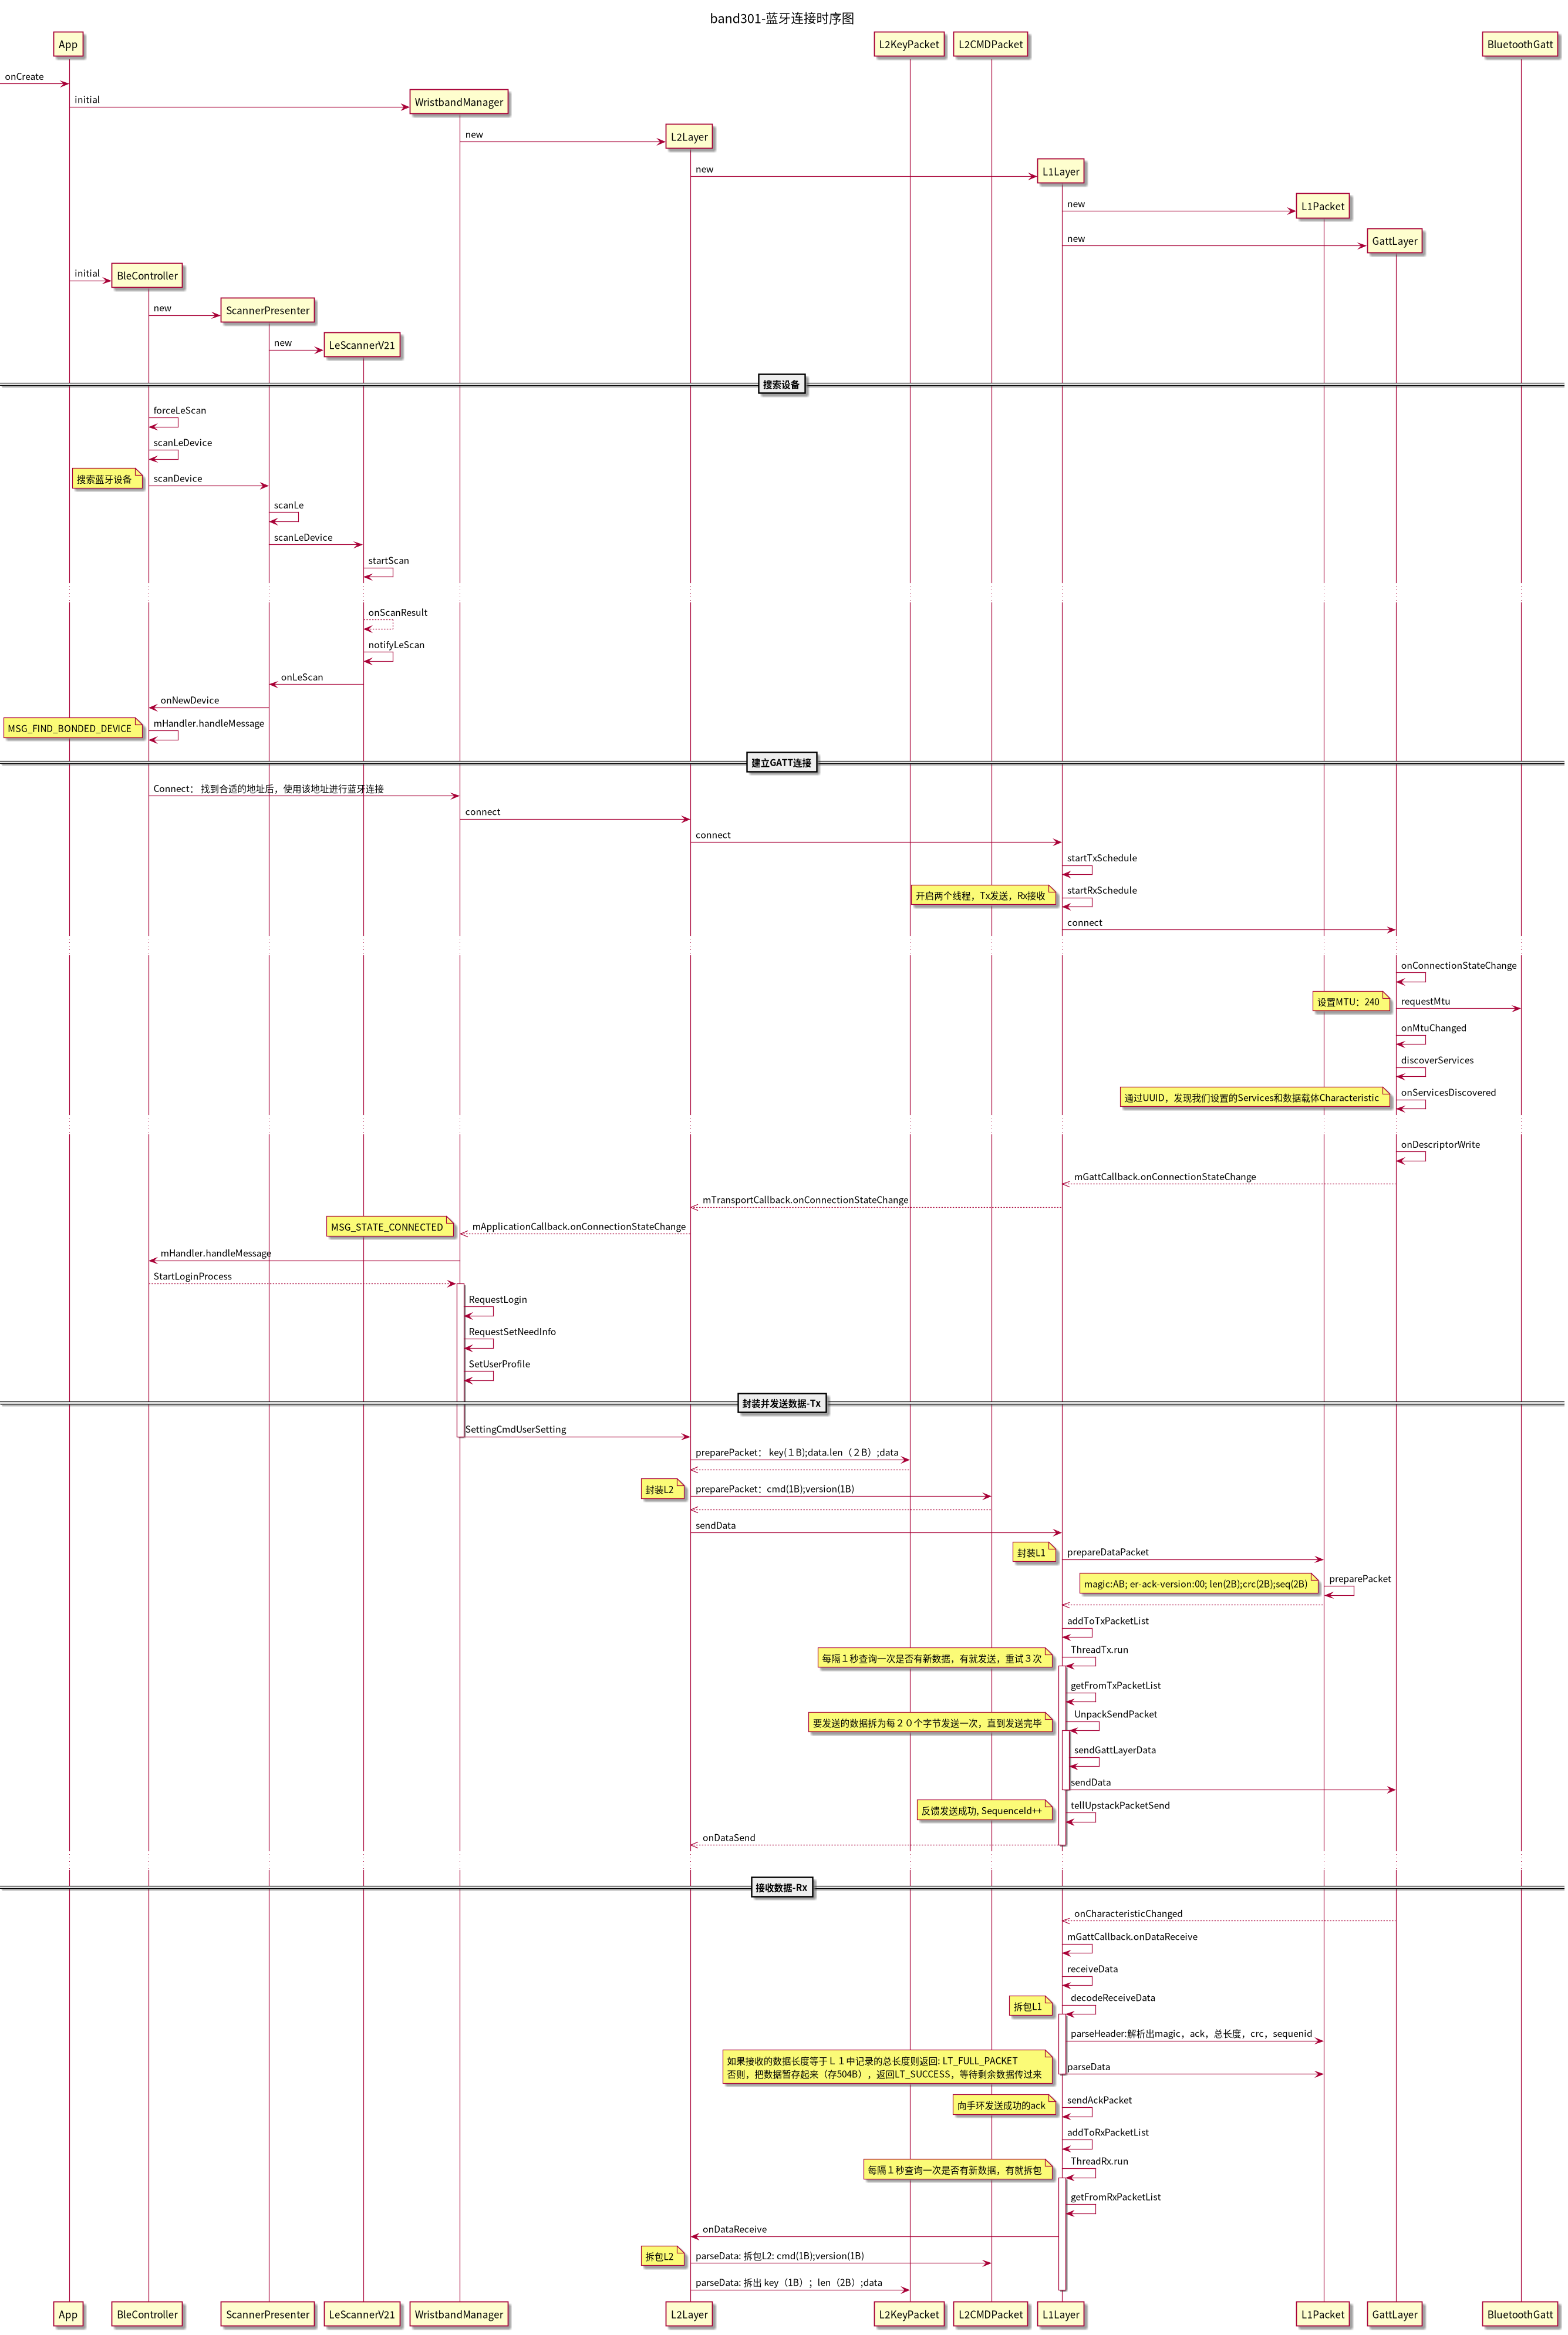 band301-蓝牙连接时序图
App
L2KeyPacket
L2CMDPacket
BluetoothGatt
onCreate
initial
WristbandManager
new
L2Layer
new
L1Layer
new
L1Packet
new
GattLayer
initial
BleController
new
ScannerPresenter
new
LeScannerV21
搜索设备
forceLeScan
scanLeDevice
搜索蓝牙设备
scanDevice
scanLe
scanLeDevice
startScan
onScanResult
notifyLeScan
onLeScan
onNewDevice
MSG_FIND_BONDED_DEVICE
mHandler.handleMessage
建立GATT连接
Connect： 找到合适的地址后，使用该地址进行蓝牙连接
connect
connect
startTxSchedule
开启两个线程，Tx发送，Rx接收
startRxSchedule
connect
onConnectionStateChange
设置MTU：240
requestMtu
onMtuChanged
discoverServices
通过UUID，发现我们设置的Services和数据载体Characteristic
onServicesDiscovered
onDescriptorWrite
mGattCallback.onConnectionStateChange
mTransportCallback.onConnectionStateChange
MSG_STATE_CONNECTED
mApplicationCallback.onConnectionStateChange
mHandler.handleMessage
StartLoginProcess
RequestLogin
RequestSetNeedInfo
SetUserProfile
封装并发送数据-Tx
SettingCmdUserSetting
preparePacket： key(１B);data.len（２B）;data
封装L2
preparePacket：cmd(1B);version(1B)
sendData
封装L1
prepareDataPacket
magic:AB; er-ack-version:00; len(2B);crc(2B);seq(2B)
preparePacket
addToTxPacketList
每隔１秒查询一次是否有新数据，有就发送，重试３次
ThreadTx.run
getFromTxPacketList
要发送的数据拆为每２０个字节发送一次，直到发送完毕
UnpackSendPacket
sendGattLayerData
sendData
反馈发送成功, SequenceId++
tellUpstackPacketSend
onDataSend
接收数据-Rx
onCharacteristicChanged
mGattCallback.onDataReceive
receiveData
拆包L1
decodeReceiveData
parseHeader:解析出magic，ack，总长度，crc，sequenid
如果接收的数据长度等于Ｌ１中记录的总长度则返回: LT_FULL_PACKET
否则，把数据暂存起来（存504B），返回LT_SUCCESS，等待剩余数据传过来
parseData
向手环发送成功的ack
sendAckPacket
addToRxPacketList
每隔１秒查询一次是否有新数据，有就拆包
ThreadRx.run
getFromRxPacketList
onDataReceive
拆包L2
parseData: 拆包L2: cmd(1B);version(1B)
parseData: 拆出 key（1B）；len（2B）;data
App
BleController
ScannerPresenter
LeScannerV21
WristbandManager
L2Layer
L2KeyPacket
L2CMDPacket
L1Layer
L1Packet
GattLayer
BluetoothGatt